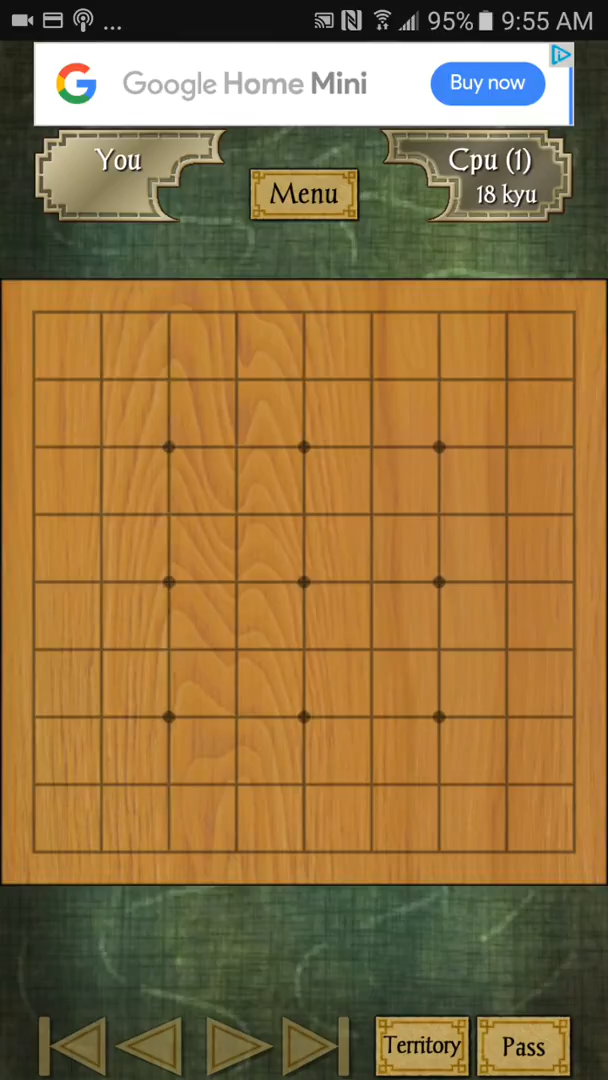 ... 95% 9:55 AM
Google Home Mini
Buy now
You
Menu
Cpu (1)
18 kyu
Territory
Pass